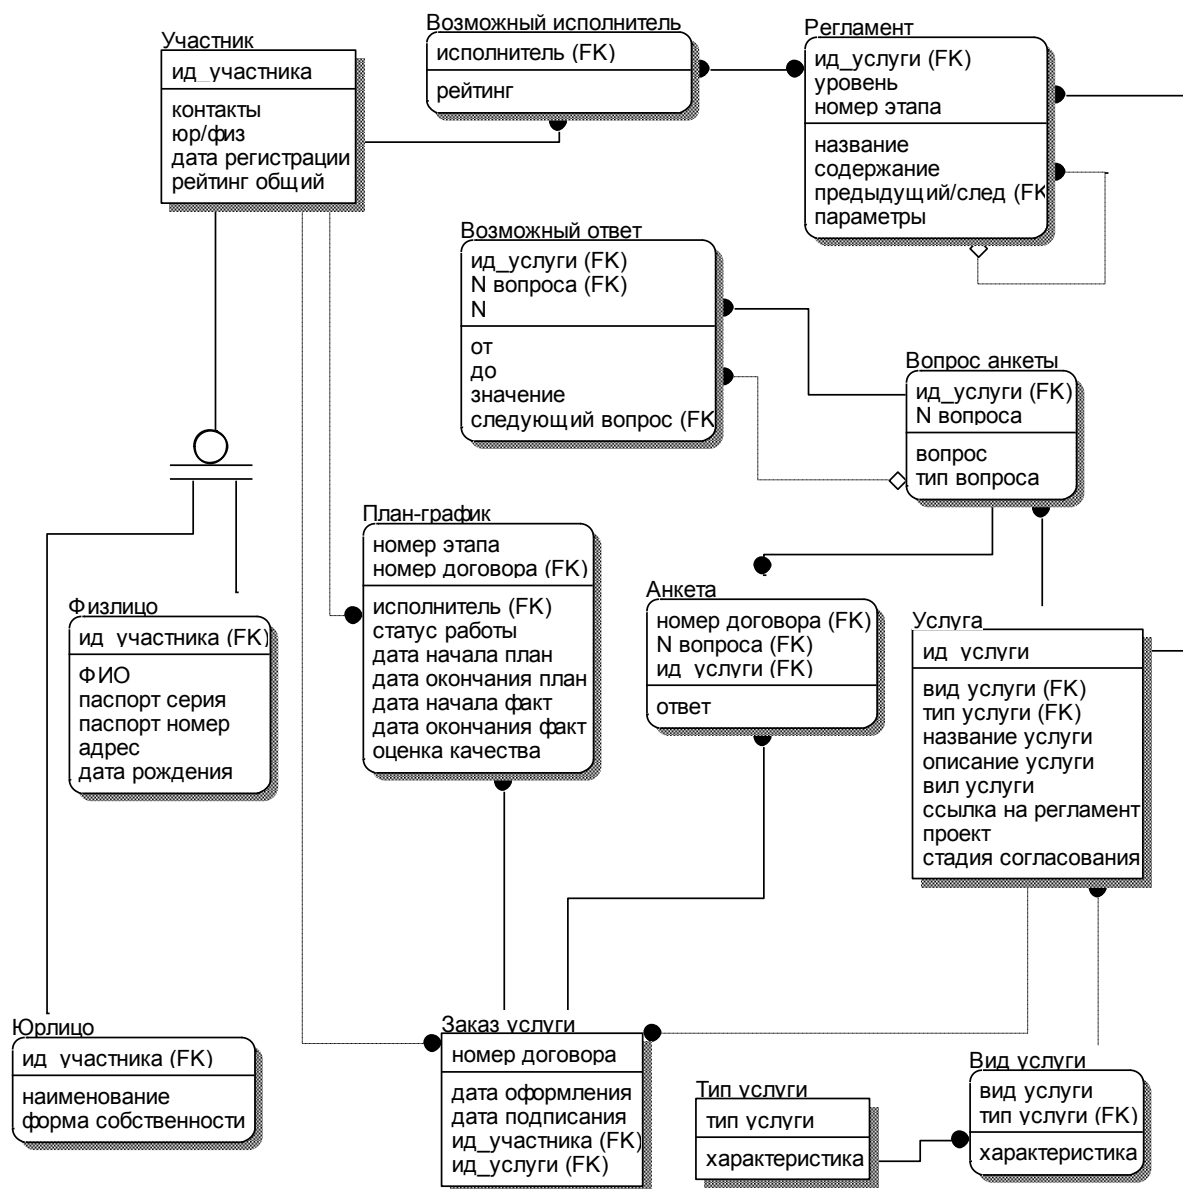 Участник
ид_участника
контакты
юр/физ
дата регистрации
рейтинг общий
Возможный исполнитель
исполнитель (FK)
рейтинг
Регламент
ид_услуги (FK)
уровень
номер этапа
название
содержание
предыдущий/след (FK
параметры
Возможный ответ
ид_услуги (FK)
N вопроса (FK)
N
от
до
значение
следующий вопрос (FK
Вопрос анкеты
ид_услуги (FK)
N вопроса
вопрос
тип вопроса
План-график
номер этапа
номер договора (FK)
исполнитель (FK)
статус работы
дата начала план
дата окончания план
дата начала факт
дата окончания факт
оценка качества
Анкета
номер договора (FK)
N вопроса (FK)
ид_услуги (FK)
ответ
Услуга
ид_услуги
вид услуги (FK)
тип услуги (FK)
название услуги
описание услуги
вил услуги
ссылка на регламент
проект
стадия согласования
Физлицо
ид_участника (FK)
ФИО
паспорт серия
паспорт номер
адрес
дата рождения
Юрлицо
ид_участника (FK)
наименование
форма собственности
Заказ услуги
номер договора
дата оформления
дата подписания
ид_участника (FK)
ид_услуги (FK)
Тип услуги
тип услуги
характеристика
Вид услуги
вид услуги
тип услуги (FK)
характеристика